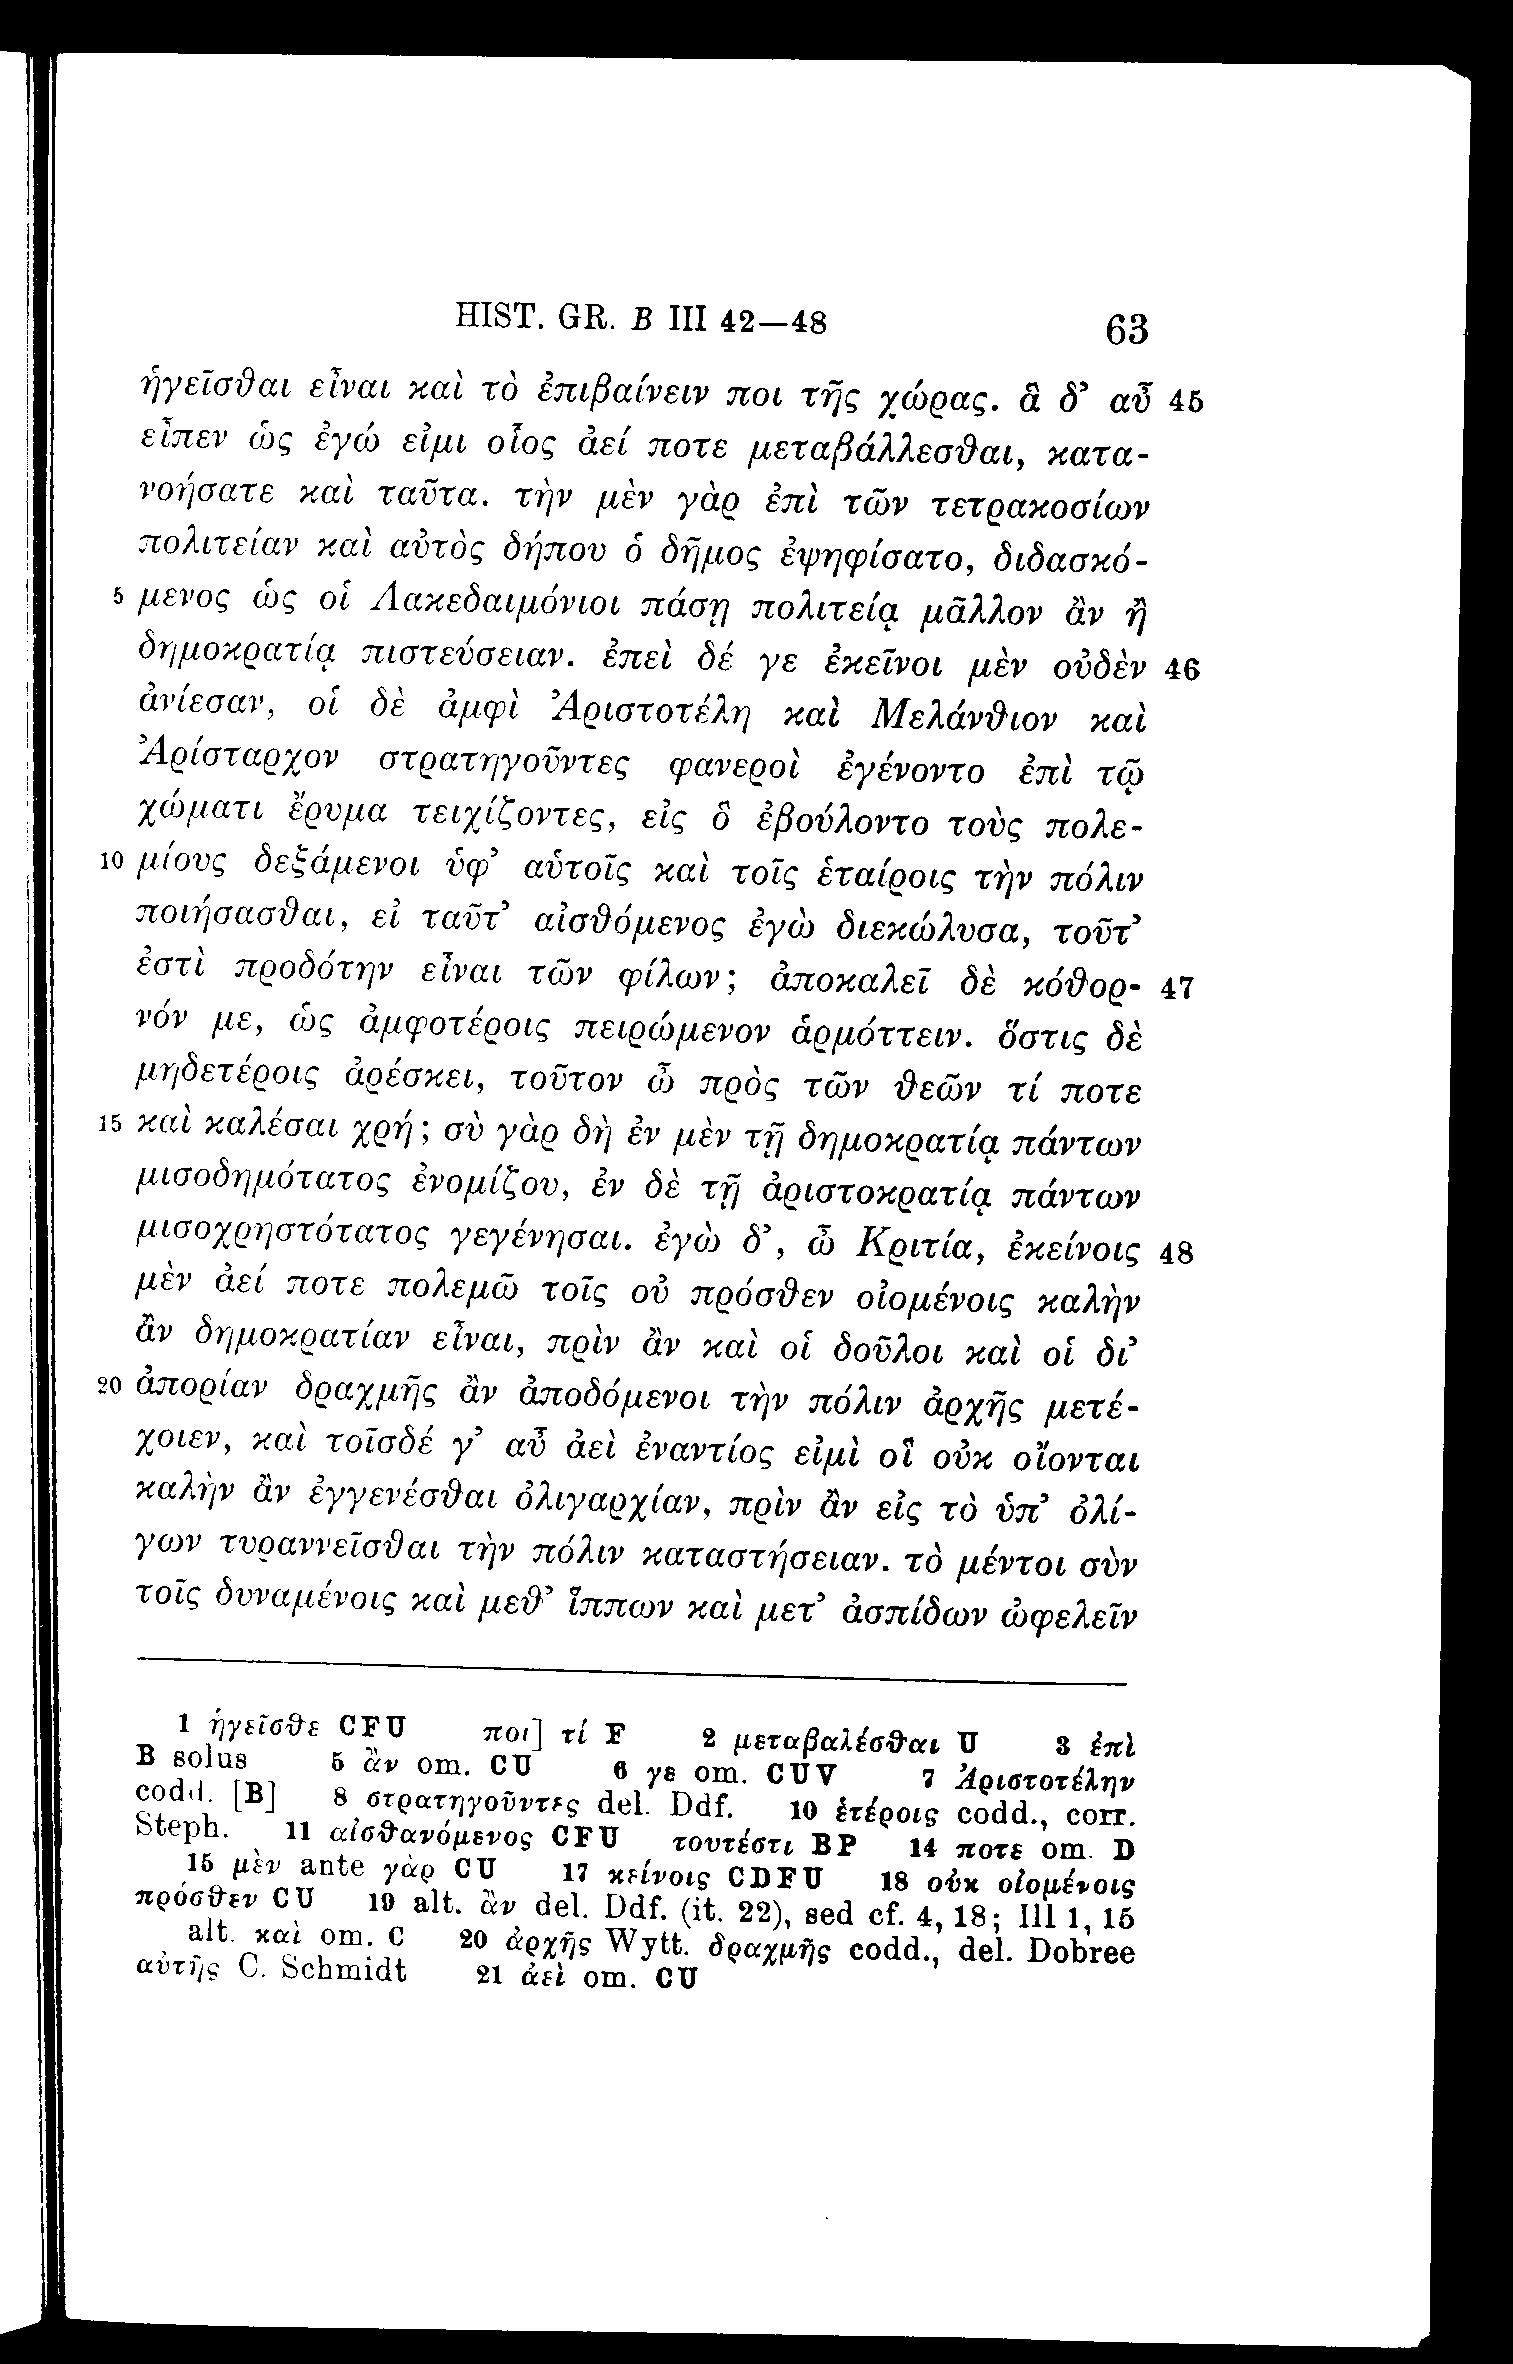 HIST. GR. B III 42—48 63
ἡγεῖσθαι εἶναι καὶ τὸ ἐπιβαίνειν ποι τῆς χώρας. ἃ δ’ αὖ 45
εἶπεν ὡς ἐγώ εἰμι οἷος ἀεί ποτε μεταβάλλεσθαι, κατα-
νοήσατε καὶ ταῦτα. τὴν μὲν γὰρ ἐπὶ τῶν τετρακοσίων
πολιτείαν καὶ αὐτὸς δήπου ὁ δῆμος ἐψηφίσατο, διδασκό-
5 μενος ὡς οἱ Λακεδαιμόνιοι πάσῃ πολιτείᾳ μᾶλλον ἂν ἢ
δημοκρατίᾳ πιστεύσειαν. ἐπεὶ δέ γε ἐκεῖνοι μὲν οὐδὲν 46
ἀνίεσαν, οἱ δὲ ἀμφὶ Ἀριστοτέλη καὶ Μελάνθιον καὶ
Ἀρίσταρχον στρατηγοῦντες φανεροὶ ἐγένοντο ἐπὶ τῷ
χώματι ἔρυμα τειχίζοντες, εἰς ὃ ἐβούλοντο τοὺς πολε-
10 μίους δεξάμενοι ὑφ’ αὑτοῖς καὶ τοῖς ἑταίροις τὴν πόλιν
ποιήσασθαι, εἰ ταῦτ’ αἰσθόμενος ἐγὼ διεκώλυσα, τοῦτ’
ἐστὶ προδότην εἶναι τῶν φίλων; ἀποκαλεῖ δὲ κόθορ- 47
νόν με, ὡς ἀμφοτέροις πειρώμενον ἁρμόττειν. ὅστις δὲ
μηδετέροις ἀρέσκει, τοῦτον ὦ πρὸς τῶν θεῶν τί ποτε
15 καὶ καλέσαι χρή; σὺ γὰρ δὴ ἐν μὲν τῇ δημοκρατίᾳ πάντων
μισοδημότατος ἐνομίζου, ἐν δὲ τῇ ἀριστοκρατίᾳ πάντων
μισοχρηστότατος γεγένησαι. ἐγὼ δ’, ὦ Κριτία, ἐκείνοις 48
μὲν ἀεί ποτε πολεμῶ τοῖς οὐ πρόσθεν οἰομένοις καλὴν
ἂν δημοκρατίαν εἶναι, πρὶν ἂν καὶ οἱ δοῦλοι καὶ οἱ δι’
20 ἀπορίαν δραχμῆς ἂν ἀποδόμενοι τὴν πόλιν ἀρχῆς μετέ-
χοιεν, καὶ τοῖσδέ γ’ αὖ ἀεὶ ἐναντίος εἰμὶ οἳ οὐκ οἴονται
καλὴν ἂν ἐγγενέσθαι ὀλιγαρχίαν, πρὶν ἂν εἰς τὸ ὑπ’ ὀλί-
γων τυραννεῖσθαι τὴν πόλιν καταστήσειαν. τὸ μέντοι σὺν
τοῖς δυναμένοις καὶ μεθ’ ἵππων καὶ μετ’ ἀσπίδων ὠφελεῖν
1 ἡγεῖσθε CFU ποι] τί F 2 μεταβαλέσθαι U 3 ἐπὶ
B solus 5 ἂν om. CU 6 γε om. CUV 7 Ἀριστοτέλην
codd. [B] 8 στρατηγοῦντες del. Ddf. 10 ἑτέροις codd., corr.
Steph. 11 αἰσθανόμενος CFU τουτέστι BP 14 ποτε om. D
15 μὲν ante γὰρ CU 17 κείνοις CDFU 18 οὐκ οἰομένοις
πρόσθεν CU 19 alt. ἂν del. Ddf. (it. 22), sed cf. 4, 18; III 1, 15
alt. καὶ om. C 20 ἀρχῆς Wytt. δραχμῆς codd., del. Dobree
αὐτῆς C. Schmidt 21 ἀεὶ om. CU